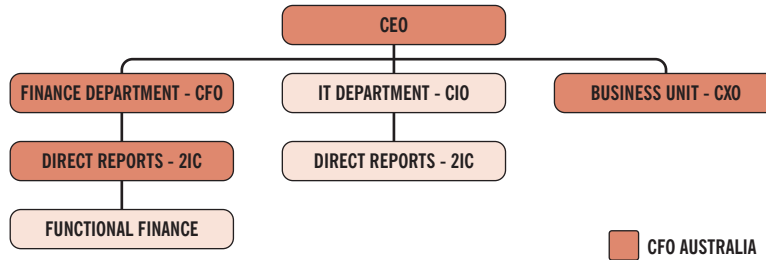 CEO
FINANCE DEPARTMENT - CFO
IT DEPARTMENT - CIO
BUSINESS UNIT - CXO
DIRECT REPORTS - 2IC
DIRECT REPORTS - 2IC
FUNCTIONAL FINANCE
CFO AUSTRALIA